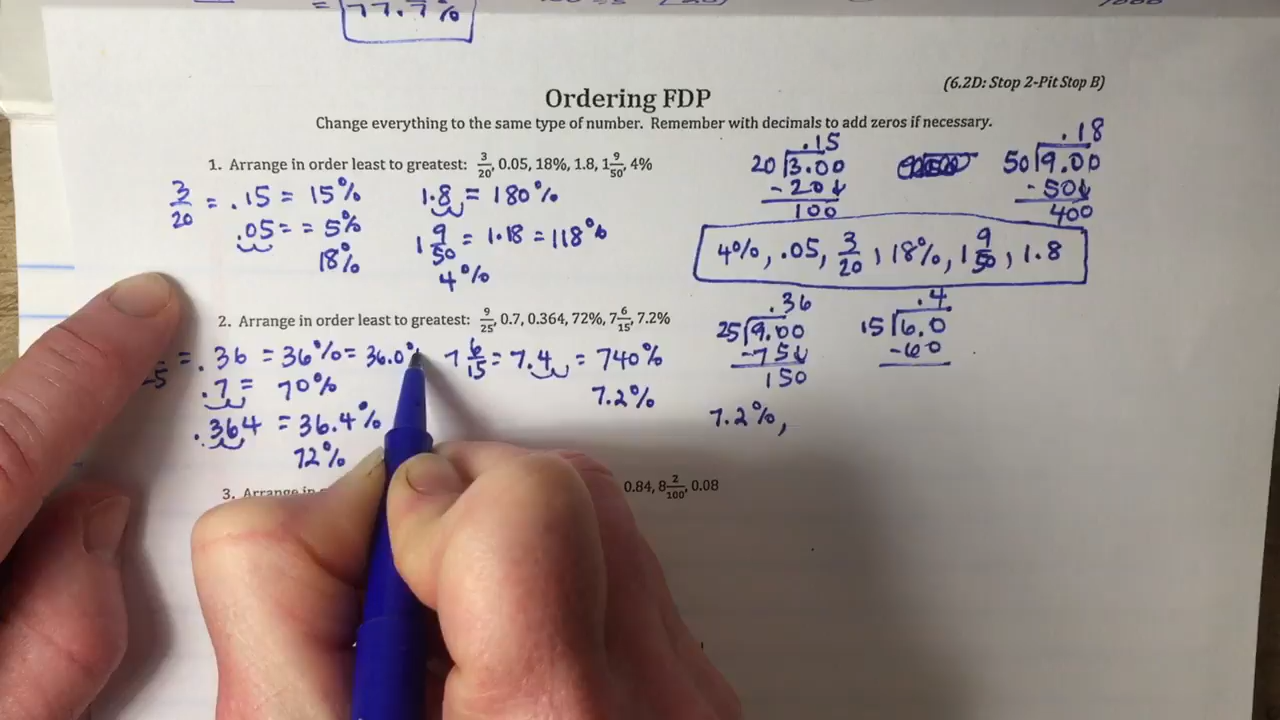 = 77.7%
(6.2D: Stop 2-Pit Stop B)
Ordering FDP
Change everything to the same type of number. Remember with decimals to add zeros if necessary.
1. Arrange in order least to greatest: 3/20, 0.05, 18%, 1.8, 1 9/50, 4%
3/20 = .15 = 15%
.05 = = 5%
18%
1.8 = 180%
1 9/50 = 1.18 = 118%
4%
.15
20 3.00
-20
100
.18
50 9.00
-50
400
4%, .05, 3/20, 18%, 1 9/50, 1.8
2. Arrange in order least to greatest: 9/25, 0.7, 0.364, 72%, 7 6/15, 7.2%
= .36 = 36% = 36.0%
.7 = 70%
.364 = 36.4%
72%
7 6/15 = 7.4 = 740%
7.2%
.36
25 9.00
-75
150
.4
15 6.0
-60
7.2%,
3. Arrange in
0.84, 8 2/100, 0.08